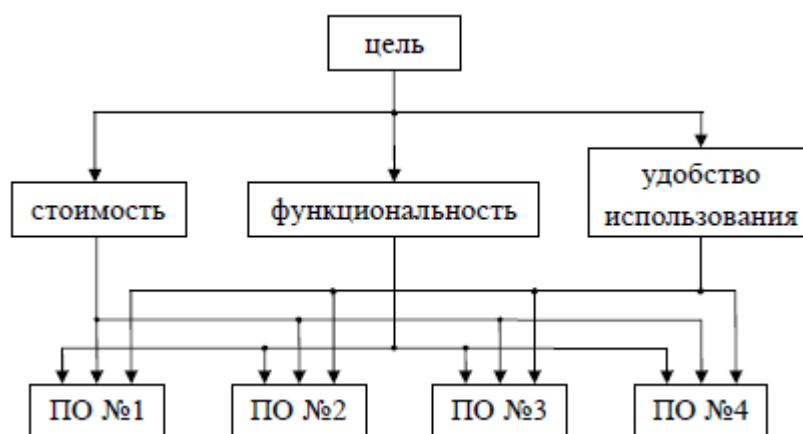 цель
стоимость
функциональность
удобство
использования
ПО №1
ПО №2
ПО №3
ПО №4